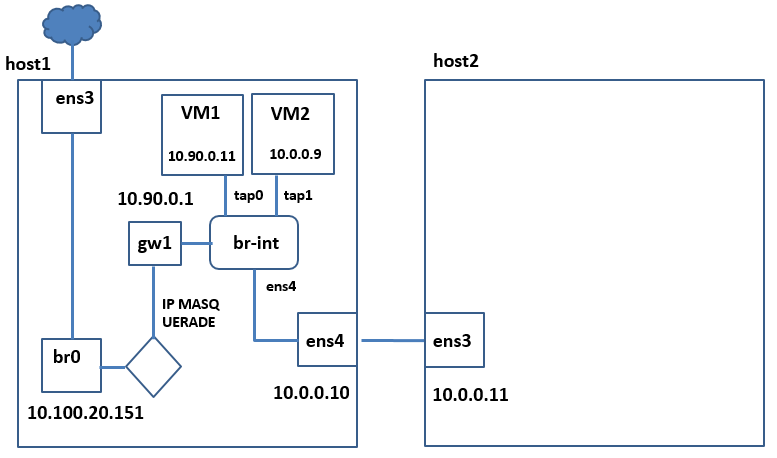 host1
host2
ens3
VM1
10.90.0.11
VM2
10.0.0.9
10.90.0.1
tap0
tap1
gw1
br-int
ens4
IP MASQ
UERADE
br0
ens4
ens3
10.100.20.151
10.0.0.10
10.0.0.11